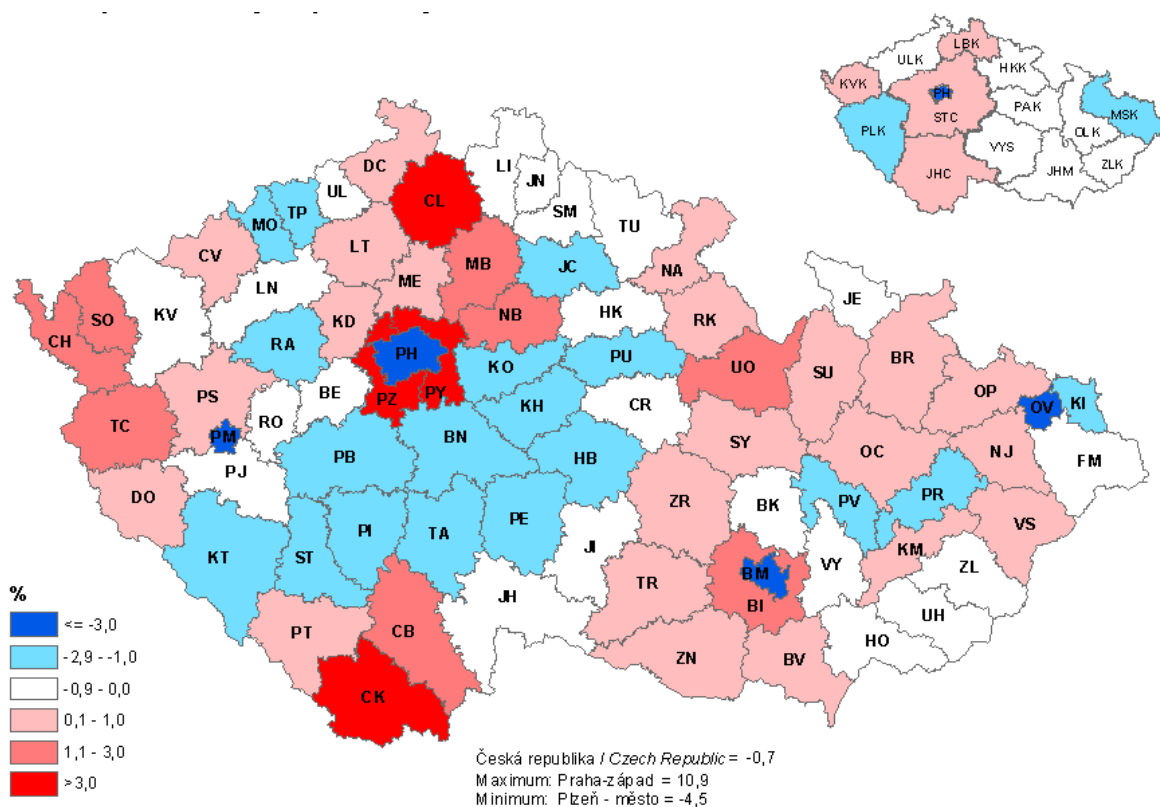 ULK
LBK
HKK
KVK
PH
PAK
MSK
STC
PLK
OLK
VYS
ZLK
JHM
JHC
DC
LI
UL
JN
CL
SM
MO
TP
TU
CV
LT
MB
JC
ME
NA
LN
JE
SO
KV
NB
HK
RK
CH
KD
RA
BR
PH
KO
PU
UO
SU
OP
PS
BE
PZ
PY
CR
OV
KI
TC
RO
KH
PM
BN
SY
OC
NJ
FM
PB
HB
PJ
DO
ZR
BK
PV
PR
VS
PI
TA
PE
KT
ST
JI
KM
ZL
BM
VY
TR
JH
BI
UH
PT
CB
HO
ZN
BV
CK
%
<= -3,0
-2,9 - -1,0
-0,9 - 0,0
0,1 - 1,0
1,1 - 3,0
>3,0
Česká republika / Czech Republic = -0,7
Maximum: Praha-západ = 10,9
Minimum: Plzeň - město = -4,5